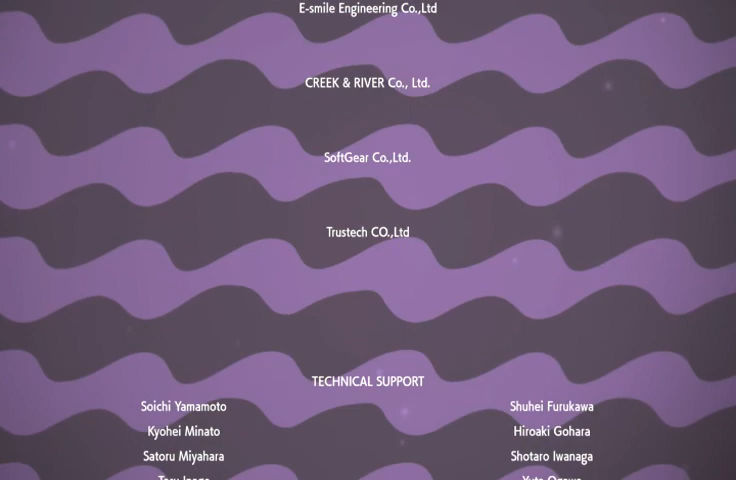 E-smile Engineering Co.,Ltd
CREEK & RIVER Co., Ltd.
SoftGear Co.,Ltd.
Trustech CO.,Ltd
TECHNICAL SUPPORT
Soichi Yamamoto
Shuhei Furukawa
Kyohei Minato
Hiroaki Gohara
Satoru Miyahara
Shotaro Iwanaga